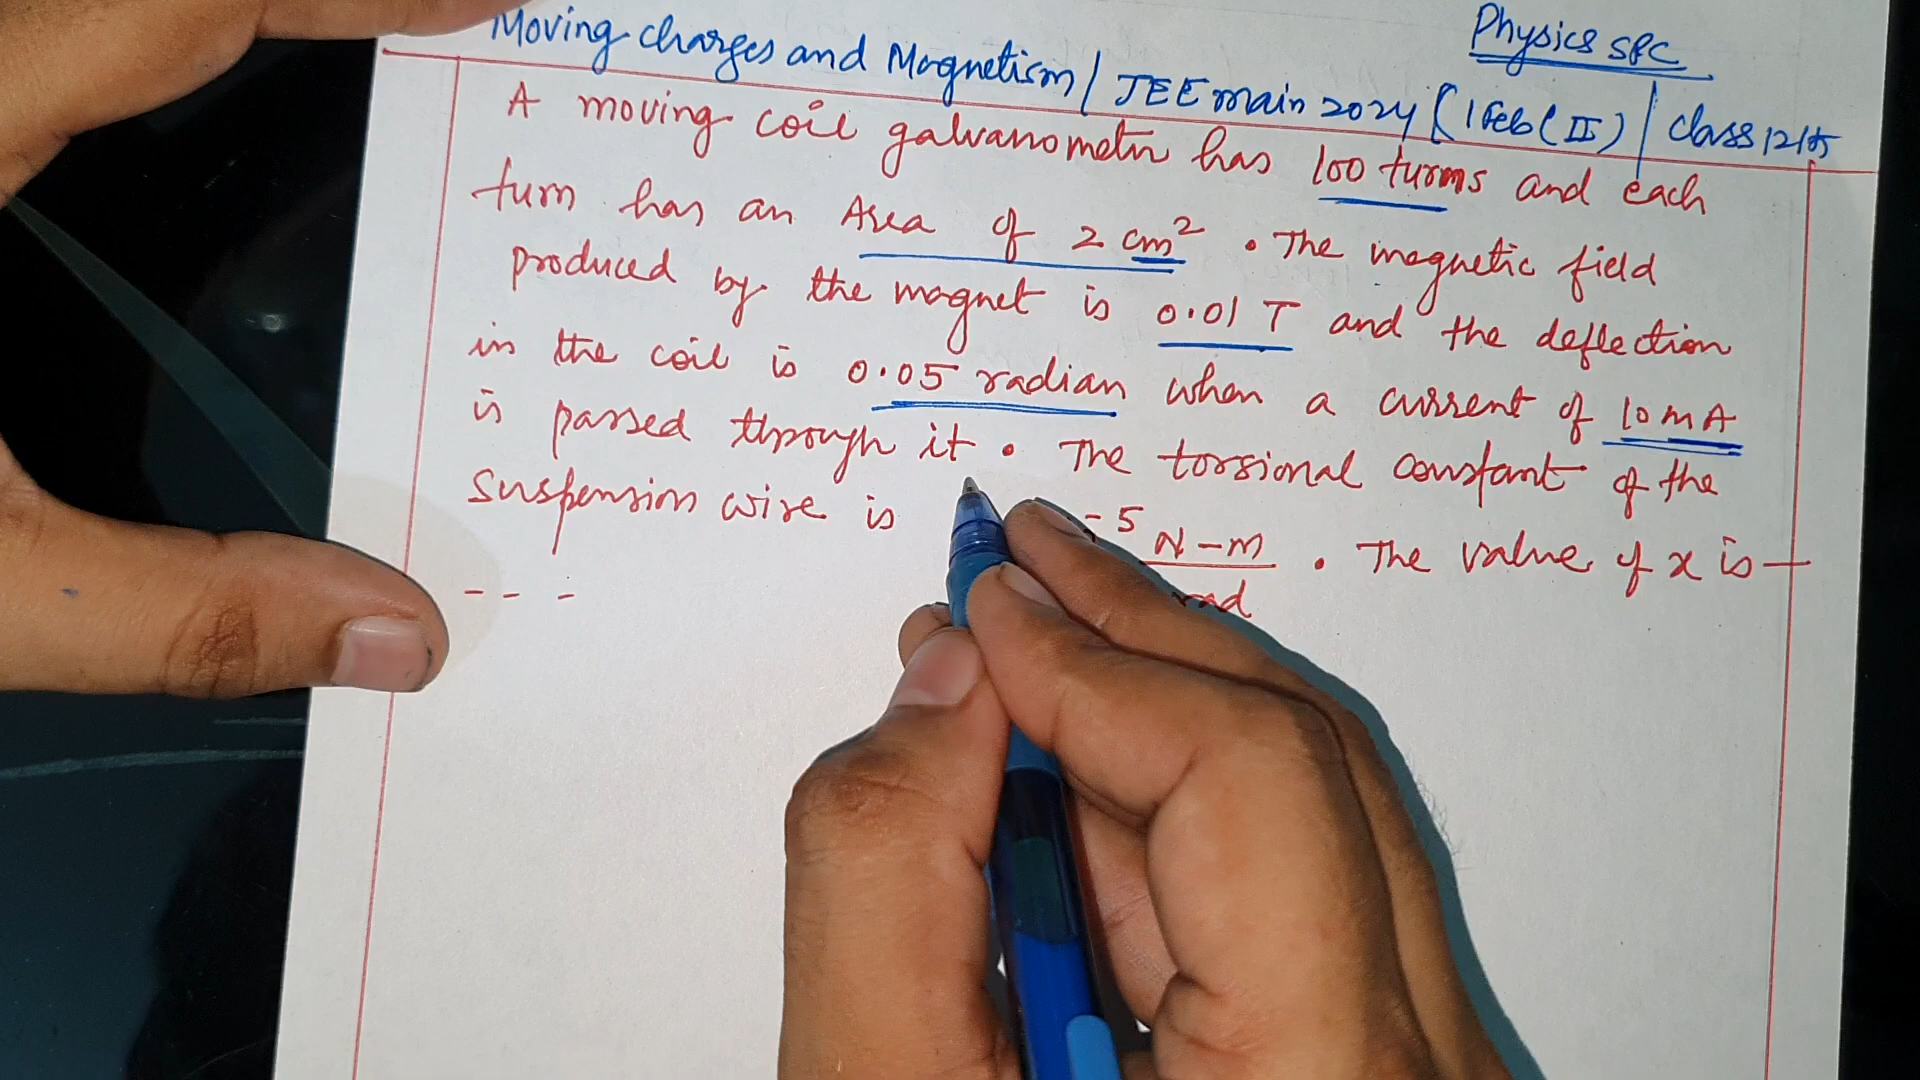 Physics SPC
Moving charges and Magnetism / JEE main 2024 (1 Feb (II) | class 12th
A moving coil galvanometer has 100 turns and each
turn has an Area of 2 cm² . The magnetic field
produced by the magnet is 0.01 T and the deflection
in the coil is 0.05 radian when a current of 10 mA
is passed through it . The torsional constant of the
suspension wire is -5 N-m/rad . The value of x is —
- - -